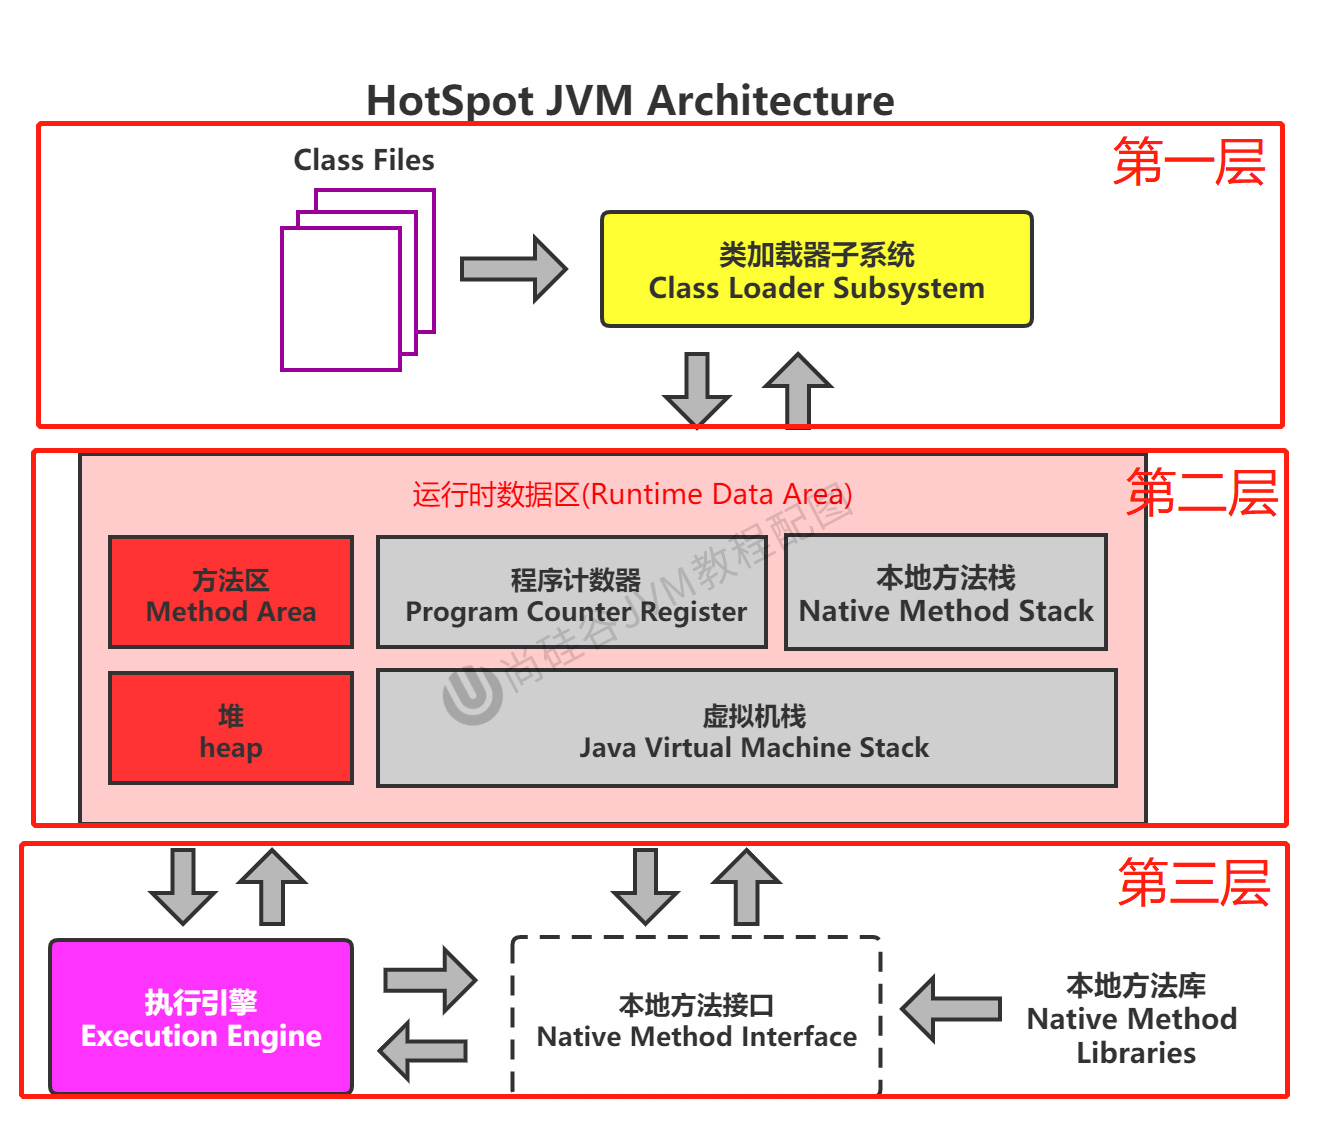 HotSpot JVM Architecture
第一层
Class Files
类加载器子系统
Class Loader Subsystem
第二层
运行时数据区(Runtime Data Area)
方法区
Method Area
程序计数器
Program Counter Register
本地方法栈
Native Method Stack
堆
heap
虚拟机栈
Java Virtual Machine Stack
尚硅谷JVM教程配图
第三层
执行引擎
Execution Engine
本地方法接口
Native Method Interface
本地方法库
Native Method
Libraries